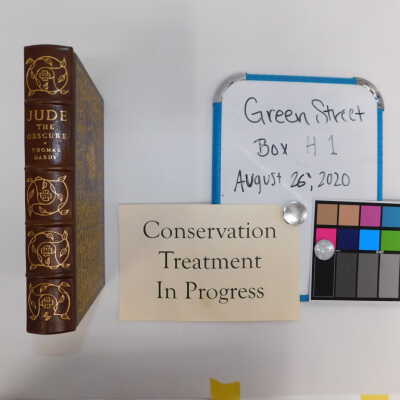 JUDE
THE
OBSCURE
THOMAS
HARDY
Green Street
Box # 1
August 26, 2020
Conservation
Treatment
In Progress